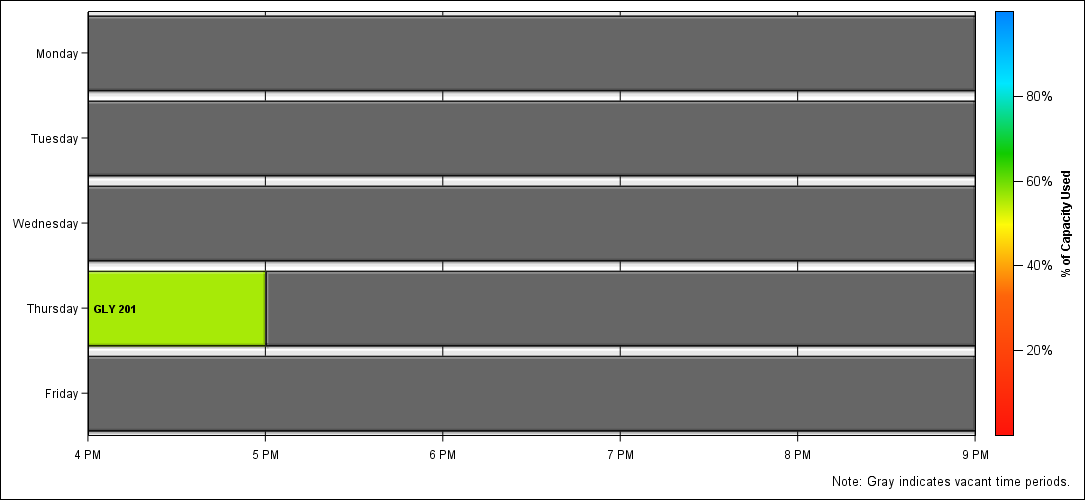 Monday
Tuesday
Wednesday
Thursday
Friday
GLY 201
4 PM
5 PM
6 PM
7 PM
8 PM
9 PM
80%
60%
40%
20%
% of Capacity Used
Note: Gray indicates vacant time periods.